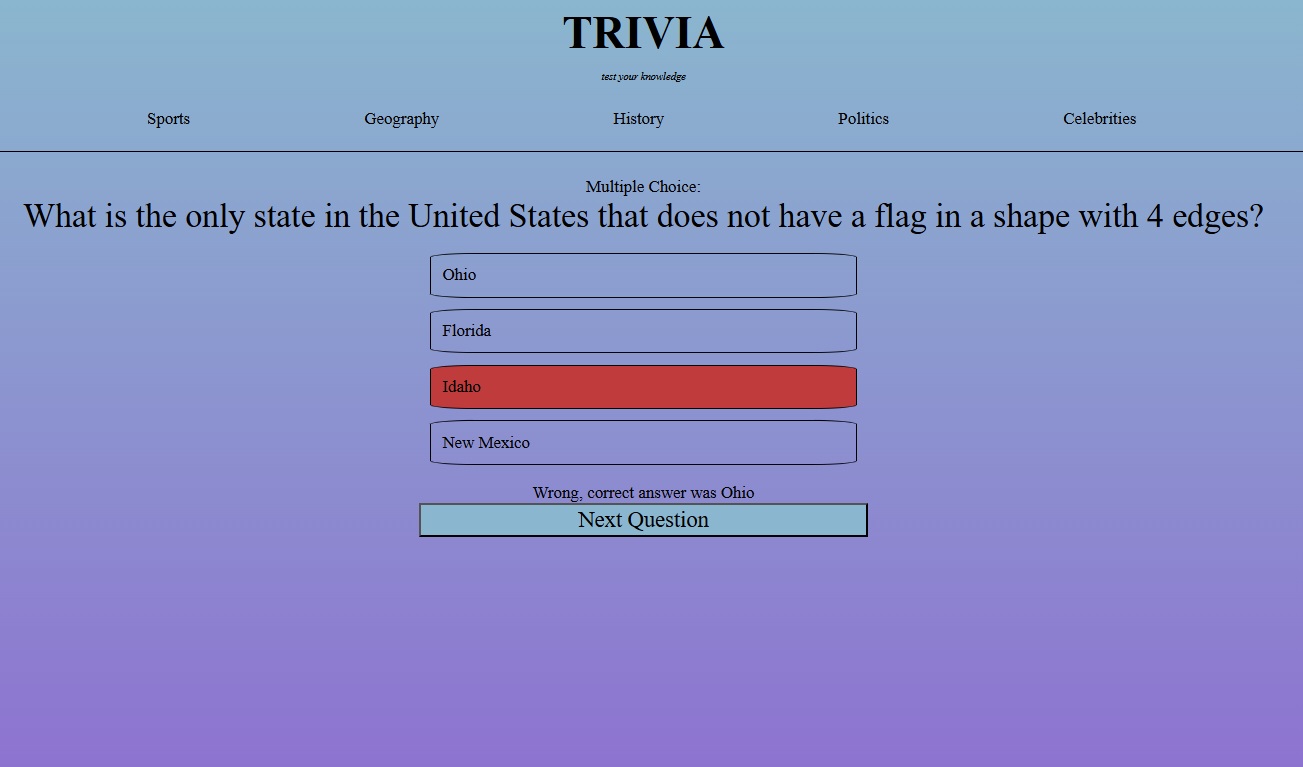 TRIVIA
test your knowledge
Sports Geography History Politics Celebrities
Multiple Choice:
What is the only state in the United States that does not have a flag in a shape with 4 edges?
Ohio
Florida
Idaho
New Mexico
Wrong, correct answer was Ohio
Next Question